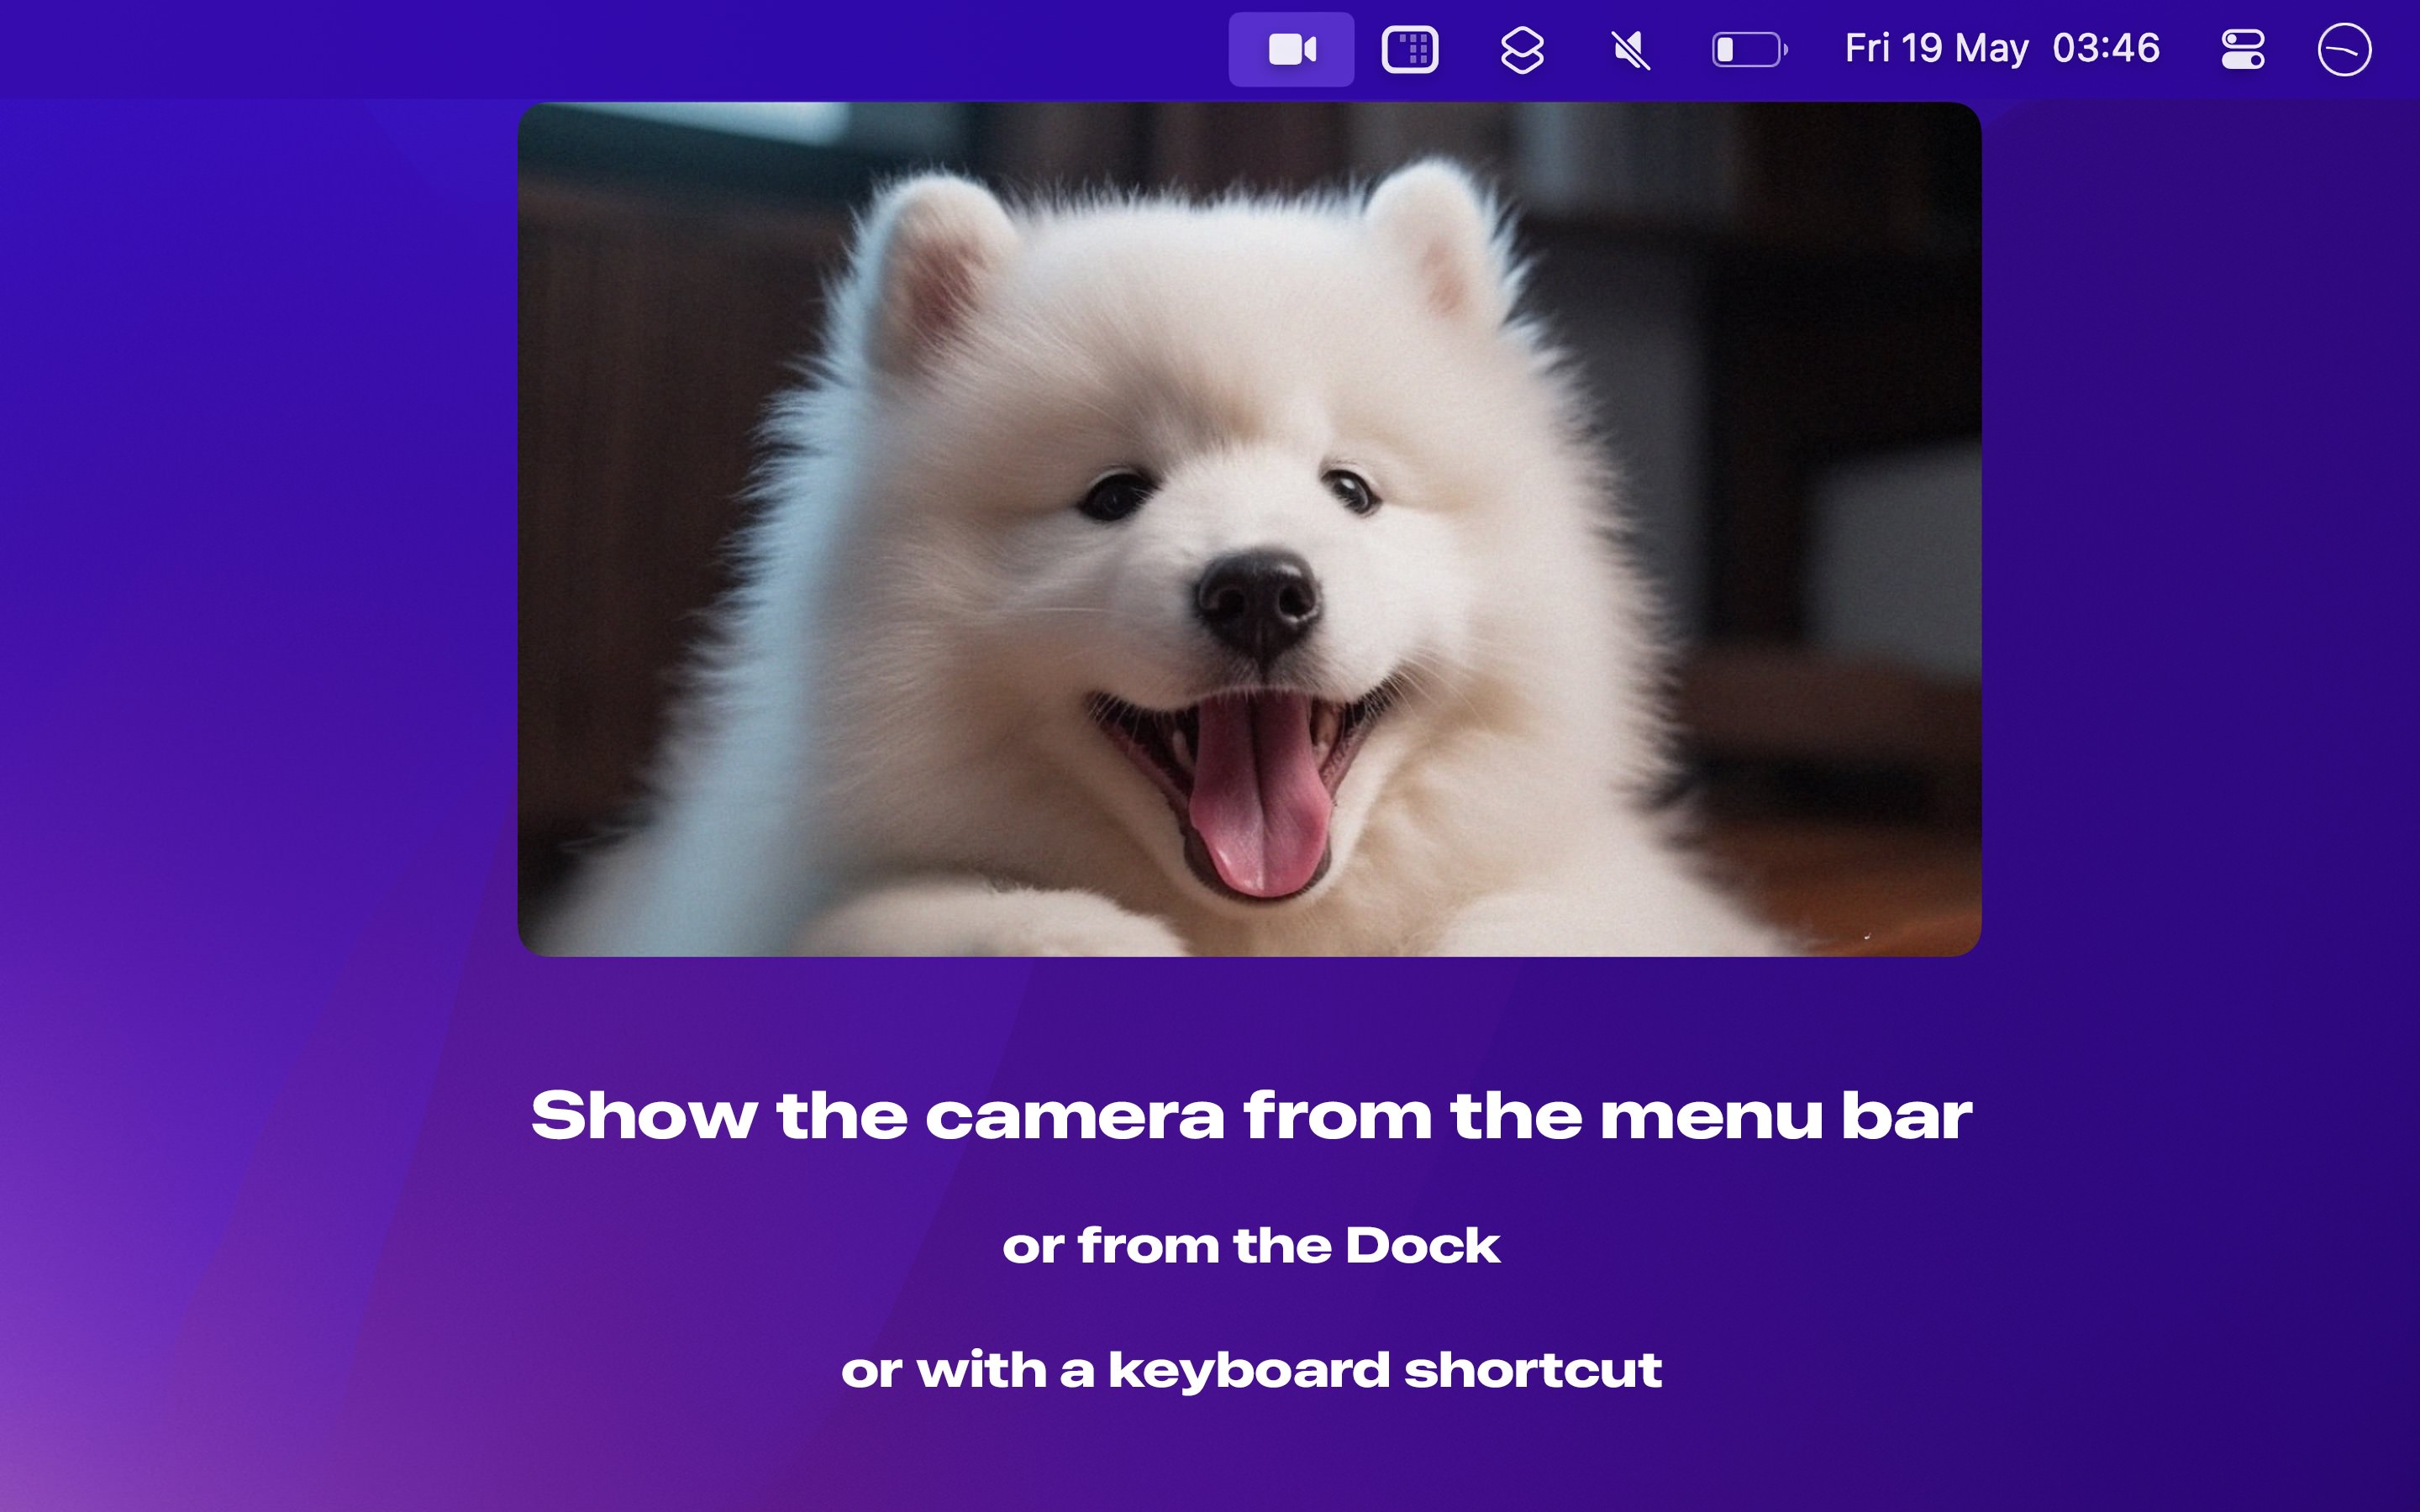 Fri 19 May 03:46
Show the camera from the menu bar
or from the Dock
or with a keyboard shortcut